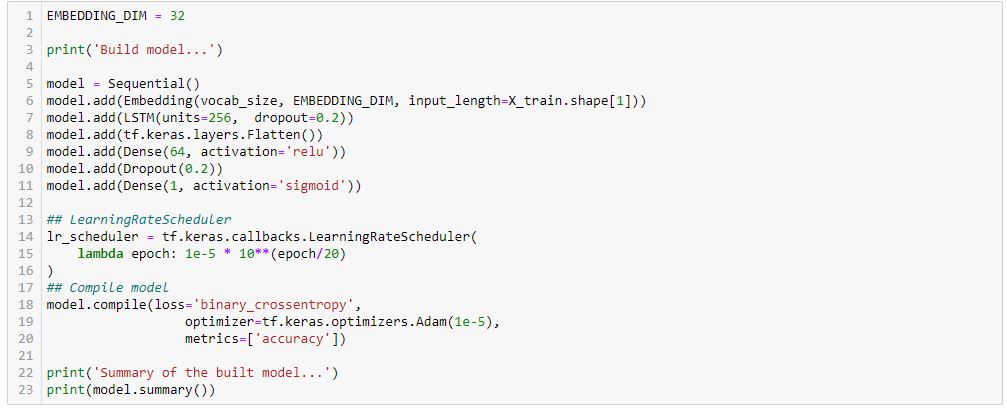 1 EMBEDDING_DIM = 32
2
3 print('Build model...')
4
5 model = Sequential()
6 model.add(Embedding(vocab_size, EMBEDDING_DIM, input_length=X_train.shape[1]))
7 model.add(LSTM(units=256,  dropout=0.2))
8 model.add(tf.keras.layers.Flatten())
9 model.add(Dense(64, activation='relu'))
10 model.add(Dropout(0.2))
11 model.add(Dense(1, activation='sigmoid'))
12
13 ## LearningRateScheduler
14 lr_scheduler = tf.keras.callbacks.LearningRateScheduler(
15     lambda epoch: 1e-5 * 10**(epoch/20)
16 )
17 ## Compile model
18 model.compile(loss='binary_crossentropy',
19                   optimizer=tf.keras.optimizers.Adam(1e-5),
20                   metrics=['accuracy'])
21
22 print('Summary of the built model...')
23 print(model.summary())